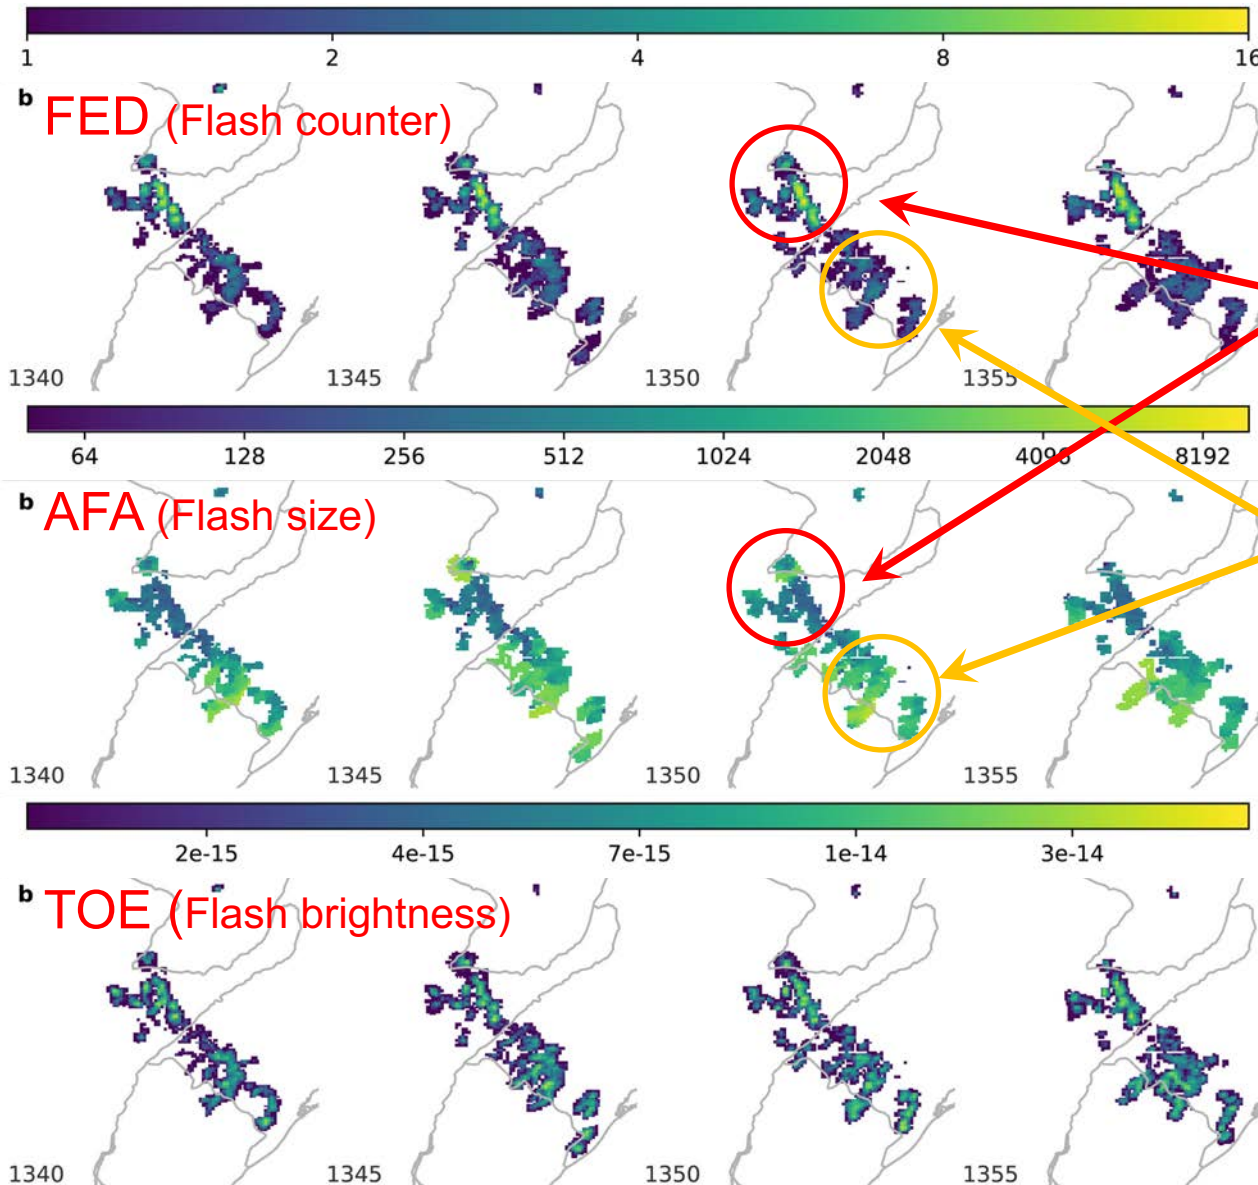 1 2 4 8 16
b FED (Flash counter)
1340 1345 1350 1355
64 128 256 512 1024 2048 4096 8192
b AFA (Flash size)
1340 1345 1350 1355
2e-15 4e-15 7e-15 1e-14 3e-14
b TOE (Flash brightness)
1340 1345 1350 1355